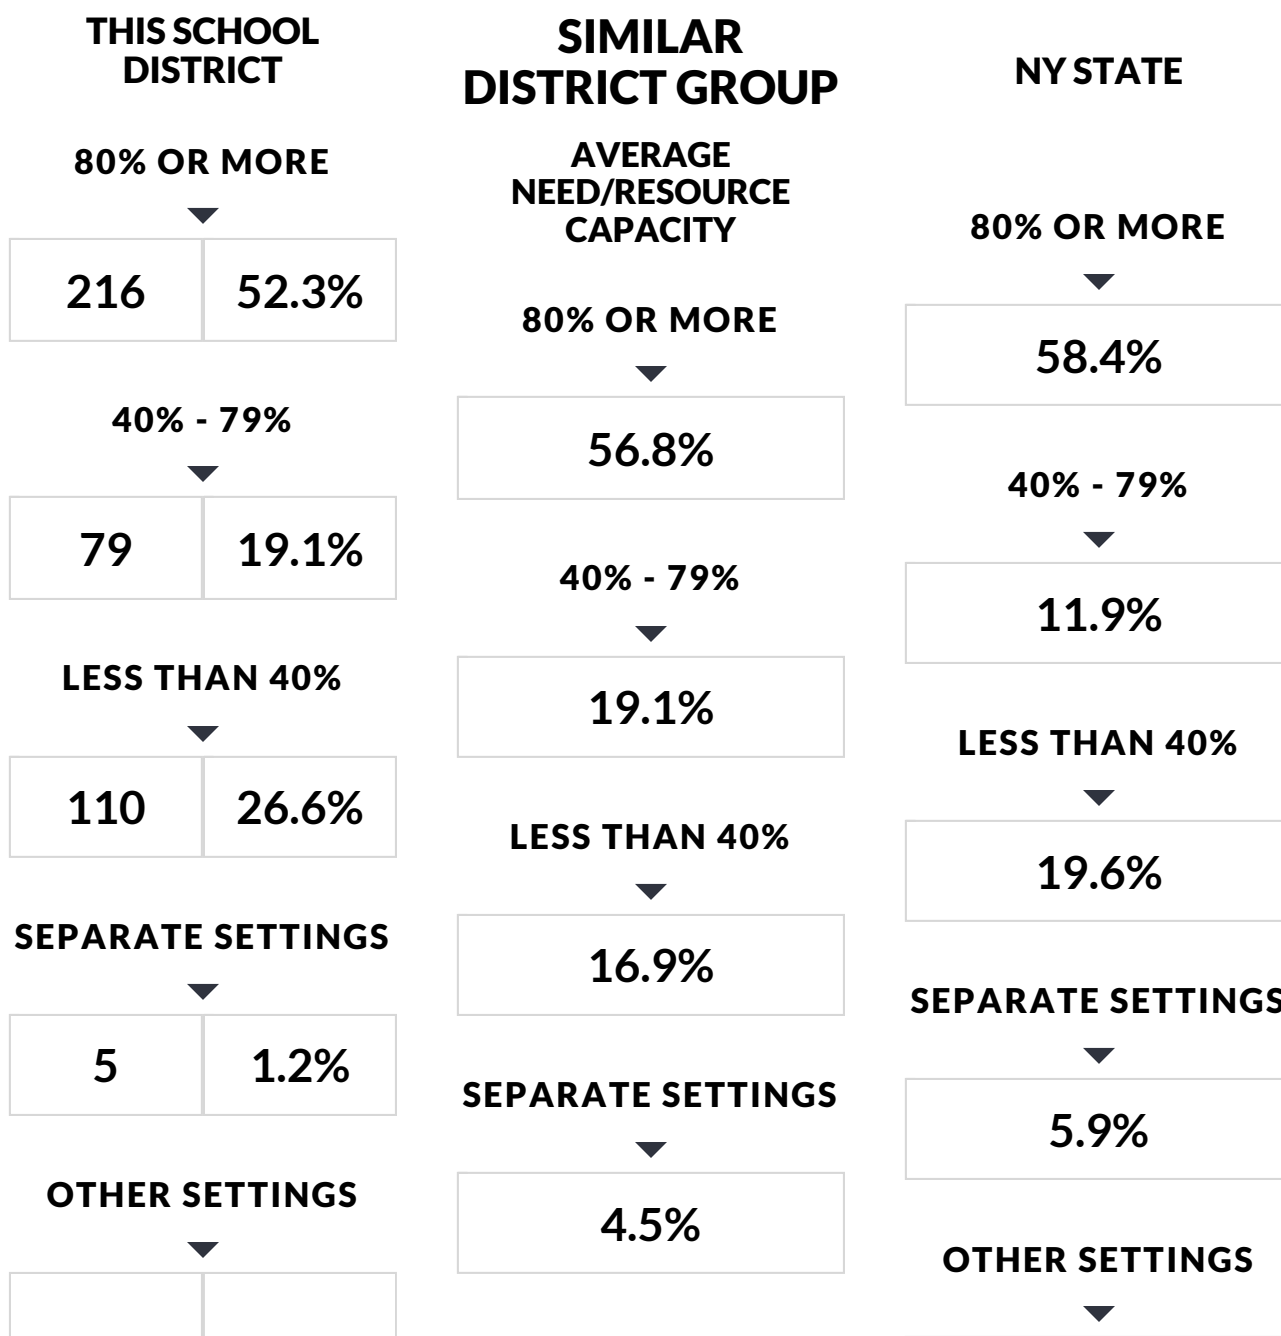 THIS SCHOOL
DISTRICT
80% OR MORE
216 52.3%
40% - 79%
79 19.1%
LESS THAN 40%
110 26.6%
SEPARATE SETTINGS
5 1.2%
OTHER SETTINGS
SIMILAR
DISTRICT GROUP
AVERAGE
NEED/RESOURCE
CAPACITY
80% OR MORE
56.8%
40% - 79%
19.1%
LESS THAN 40%
16.9%
SEPARATE SETTINGS
4.5%
NY STATE
80% OR MORE
58.4%
40% - 79%
11.9%
LESS THAN 40%
19.6%
SEPARATE SETTINGS
5.9%
OTHER SETTINGS